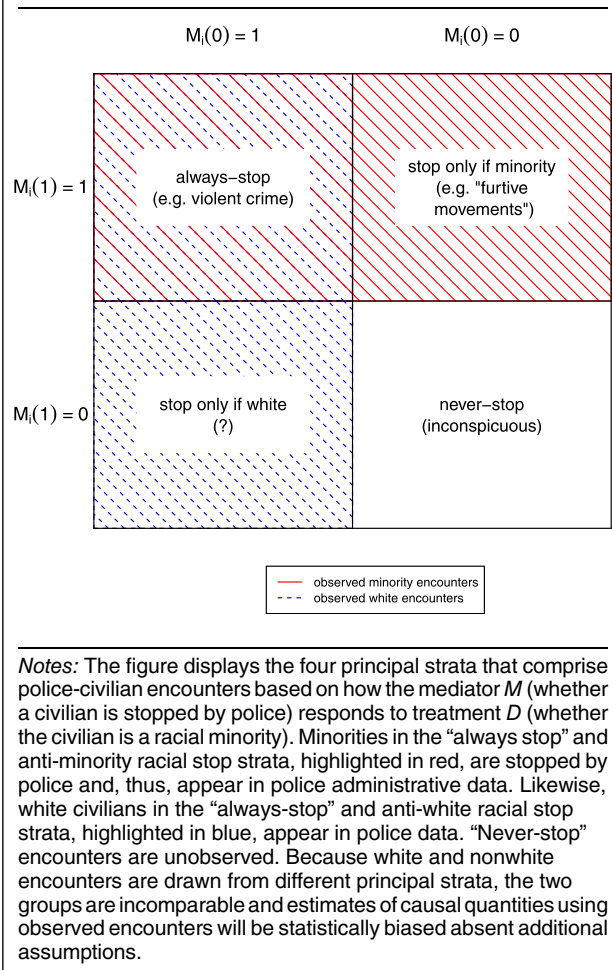 Mi(0) = 1 Mi(0) = 0
Mi(1) = 1
always−stop
(e.g. violent crime)
stop only if minority
(e.g. "furtive
movements")
Mi(1) = 0
stop only if white
(?)
never−stop
(inconspicuous)
observed minority encounters
observed white encounters
Notes: The figure displays the four principal strata that comprise
police-civilian encounters based on how the mediator M (whether
a civilian is stopped by police) responds to treatment D (whether
the civilian is a racial minority). Minorities in the “always stop” and
anti-minority racial stop strata, highlighted in red, are stopped by
police and, thus, appear in police administrative data. Likewise,
white civilians in the “always-stop” and anti-white racial stop
strata, highlighted in blue, appear in police data. “Never-stop”
encounters are unobserved. Because white and nonwhite
encounters are drawn from different principal strata, the two
groups are incomparable and estimates of causal quantities using
observed encounters will be statistically biased absent additional
assumptions.